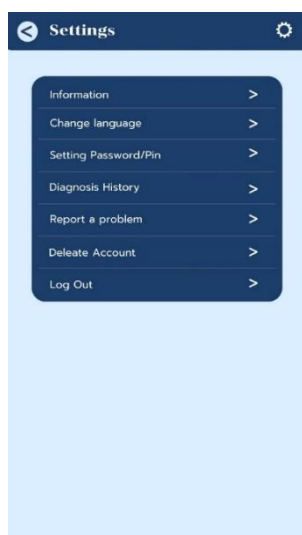 Settings
Information >
Change language >
Setting Password/Pin >
Diagnosis History >
Report a problem >
Deleate Account >
Log Out >